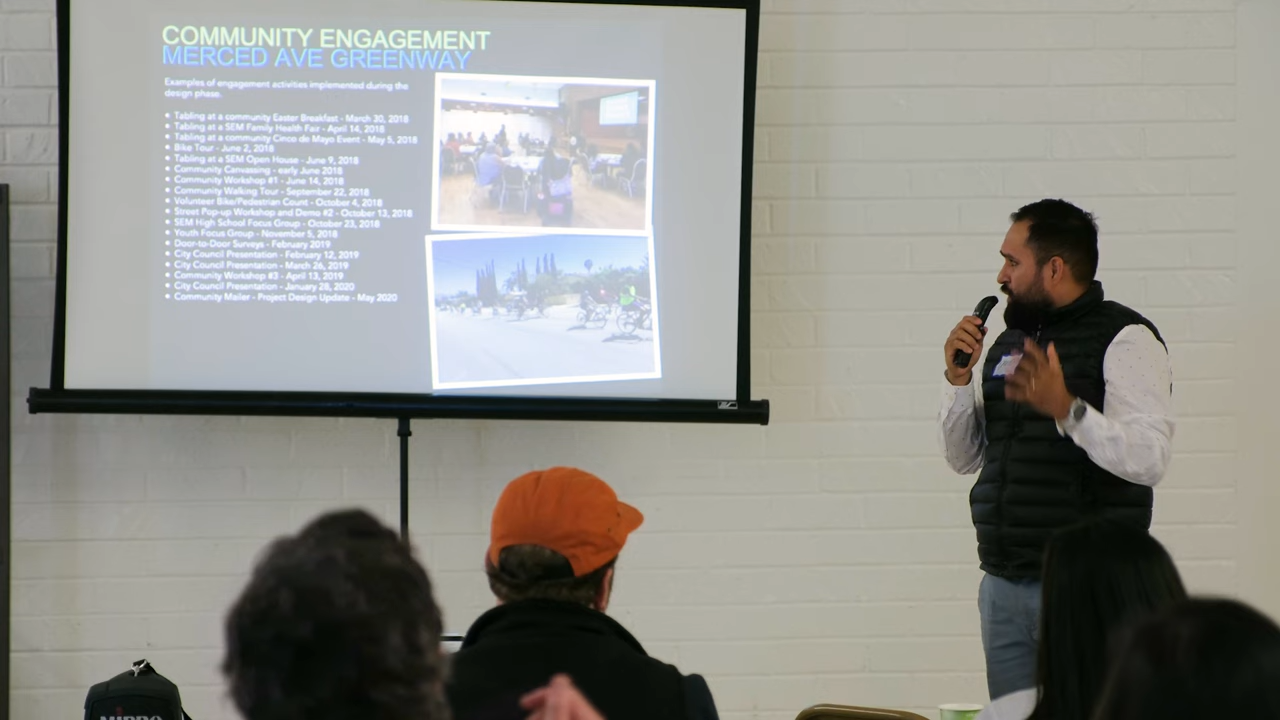 COMMUNITY ENGAGEMENT
MERCED AVE GREENWAY
Examples of engagement activities implemented during the
design phase.
• Tabling at a community Easter Breakfast - March 30, 2018
• Tabling at a SEM Family Health Fair - April 14, 2018
• Tabling at a community Cinco de Mayo Event - May 5, 2018
• Bike Tour - June 2, 2018
• Tabling at a SEM Open House - June 9, 2018
• Community Canvassing - early June 2018
• Community Workshop #1 - June 14, 2018
• Community Walking Tour - September 22, 2018
• Volunteer Bike/Pedestrian Count - October 4, 2018
• Street Pop-up Workshop and Demo #2 - October 13, 2018
• SEM High School Focus Group - October 23, 2018
• Youth Focus Group - November 5, 2018
• Door-to-Door Surveys - February 2019
• City Council Presentation - February 12, 2019
• City Council Presentation - March 26, 2019
• Community Workshop #3 - April 13, 2019
• City Council Presentation - January 28, 2020
• Community Mailer - Project Design Update - May 2020
MIPRO